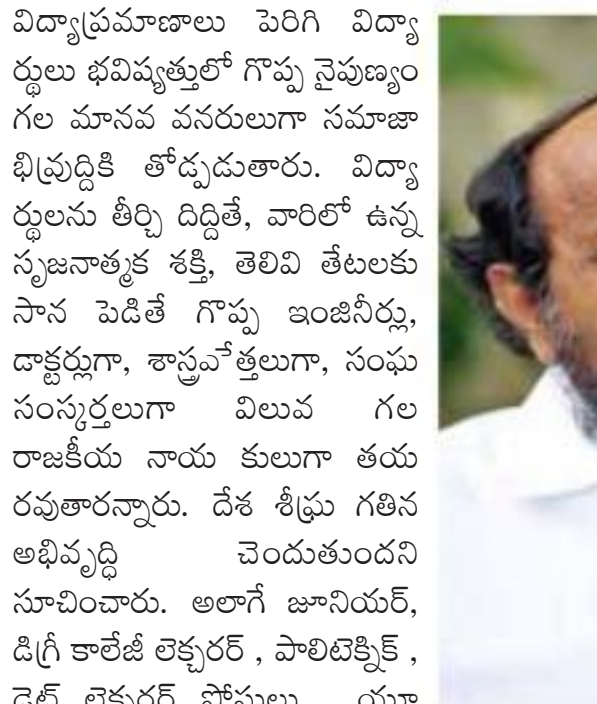 విద్యాప్రమాణాలు పెరిగి విద్యా
ర్థులు భవిష్యత్తులో గొప్ప నైపుణ్యం
గల మానవ వనరులుగా సమాజా
భివ్రుద్దికి తోడ్పడుతారు. విద్యా
ర్థులను తీర్చి దిద్దితే, వారిలో ఉన్న
సృజనాత్మక శక్తి, తెలివి తేటలకు
సాన పెడితే గొప్ప ఇంజినీర్లు,
డాక్టర్లుగా, శాస్త్రవేత్తలుగా, సంఘ
సంస్కర్తలుగా విలువ గల
రాజకీయ నాయ కులుగా తయ
రవుతారన్నారు. దేశ శీఘ్ర గతిన
అభివృద్ధి చెందుతుందని
సూచించారు. అలాగే జూనియర్,
డిగ్రీ కాలేజీ లెక్చరర్ , పాలిటెక్నిక్ ,
డైట్ లెక్చరర్ పోస్టులు